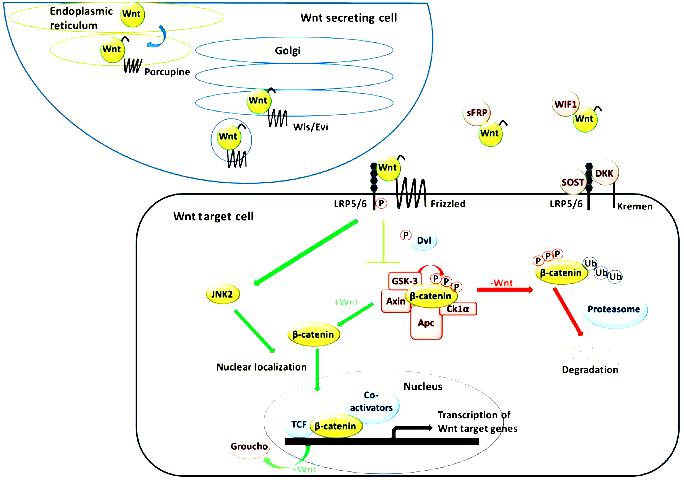 Endoplasmic
reticulum
Wnt
Wnt secreting cell
Wnt
Porcupine
Golgi
Wnt
Wls/Evi
Wnt
sFRP
Wnt
WIF1
Wnt
Wnt
SOST
DKK
LRP5/6
P
Frizzled
LRP5/6
Kremen
Wnt target cell
P
Dvl
GSK-3
P
P
P
β-catenin
Axin
Ck1α
Apc
-Wnt
P
P
P
β-catenin
Ub
Ub
Ub
Proteasome
Degradation
JNK2
+Wnt
β-catenin
Nuclear localization
Nucleus
Co-
activators
TCF
β-catenin
Transcription of
Wnt target genes
Groucho
+Wnt